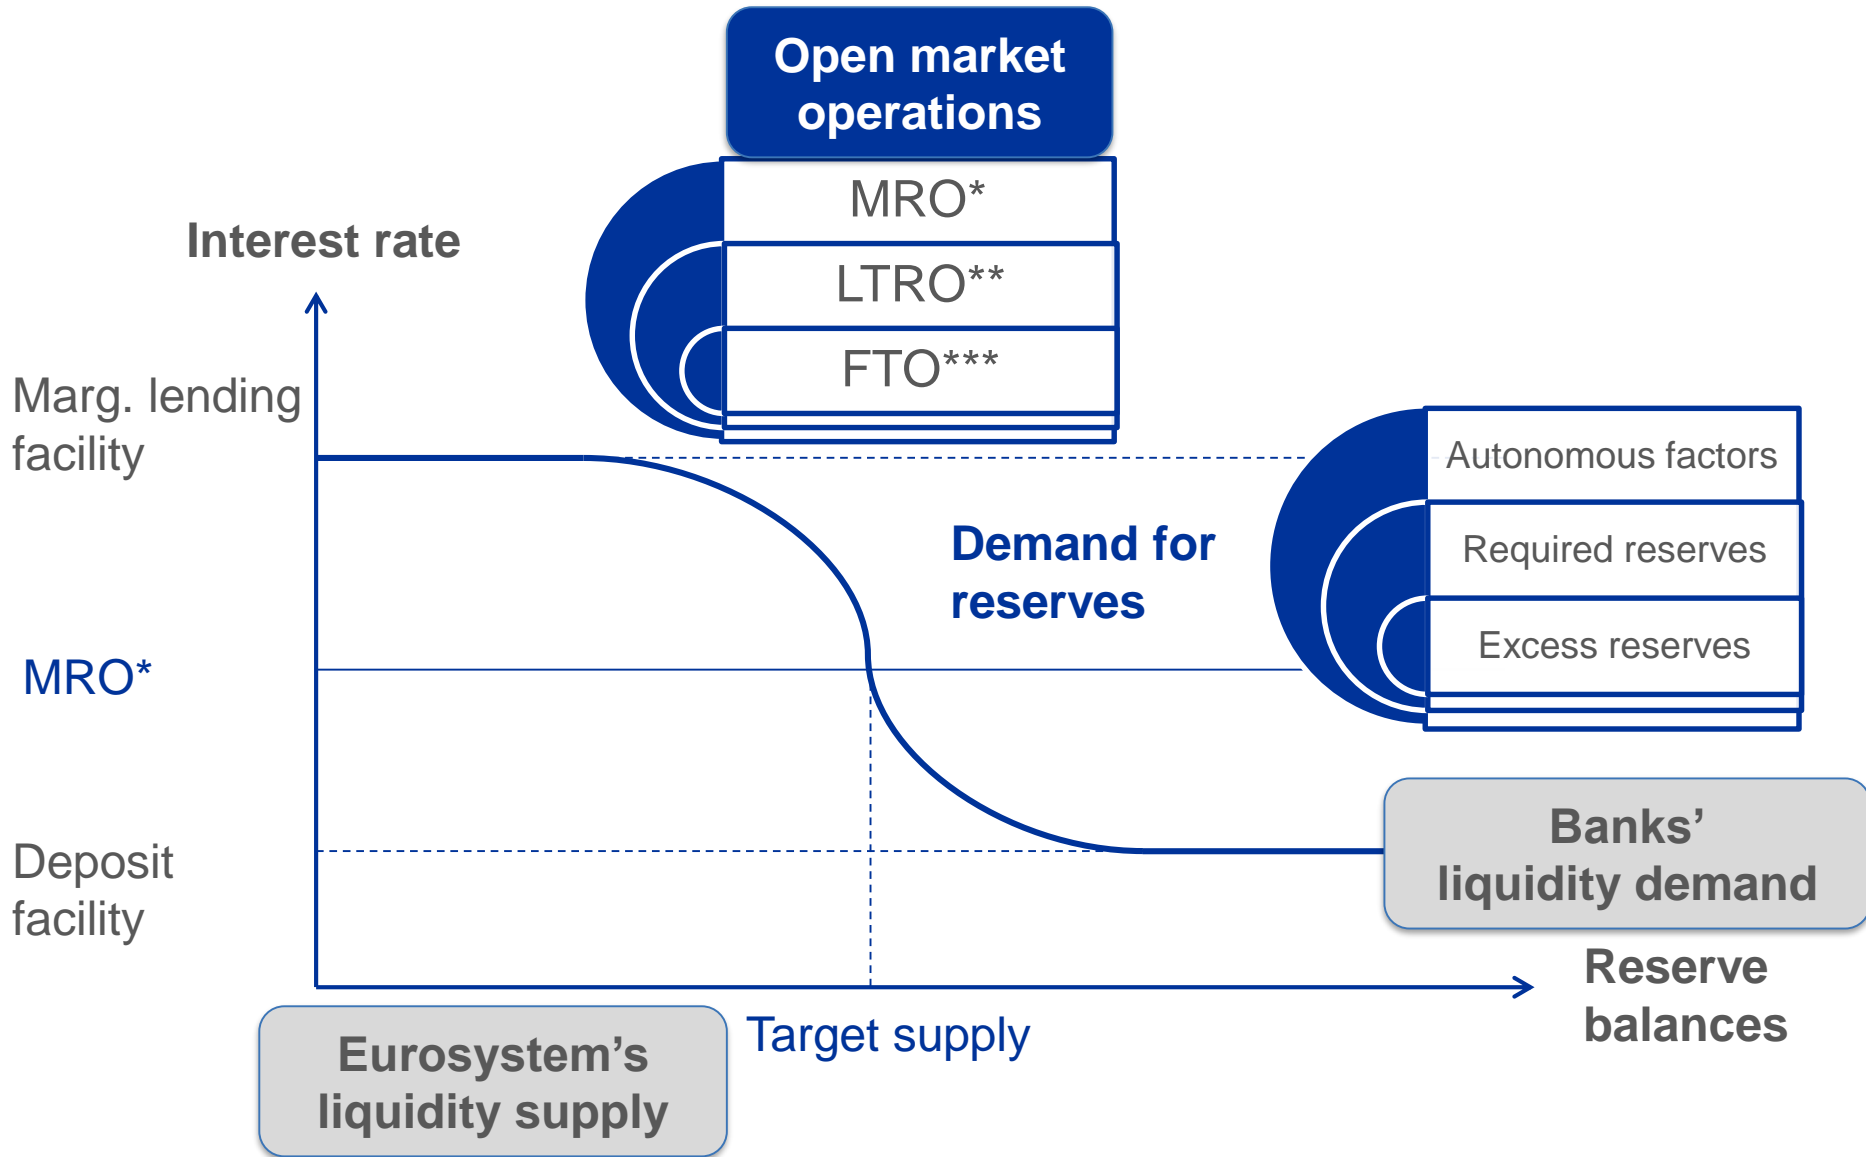 Open market
operations
MRO*
LTRO**
FTO***
Interest rate
Marg. lending
facility
MRO*
Deposit
facility
Demand for
reserves
Autonomous factors
Required reserves
Excess reserves
Banks’
liquidity demand
Reserve
balances
Target supply
Eurosystem’s
liquidity supply